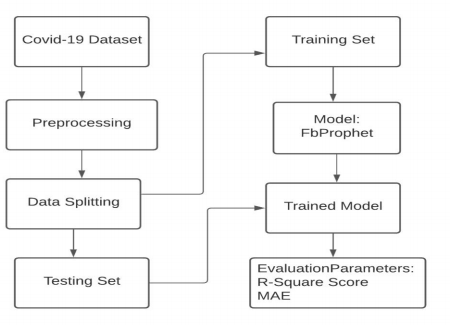 Covid-19 Dataset
Preprocessing
Data Splitting
Testing Set
Training Set
Model:
FbProphet
Trained Model
EvaluationParameters:
R-Square Score
MAE